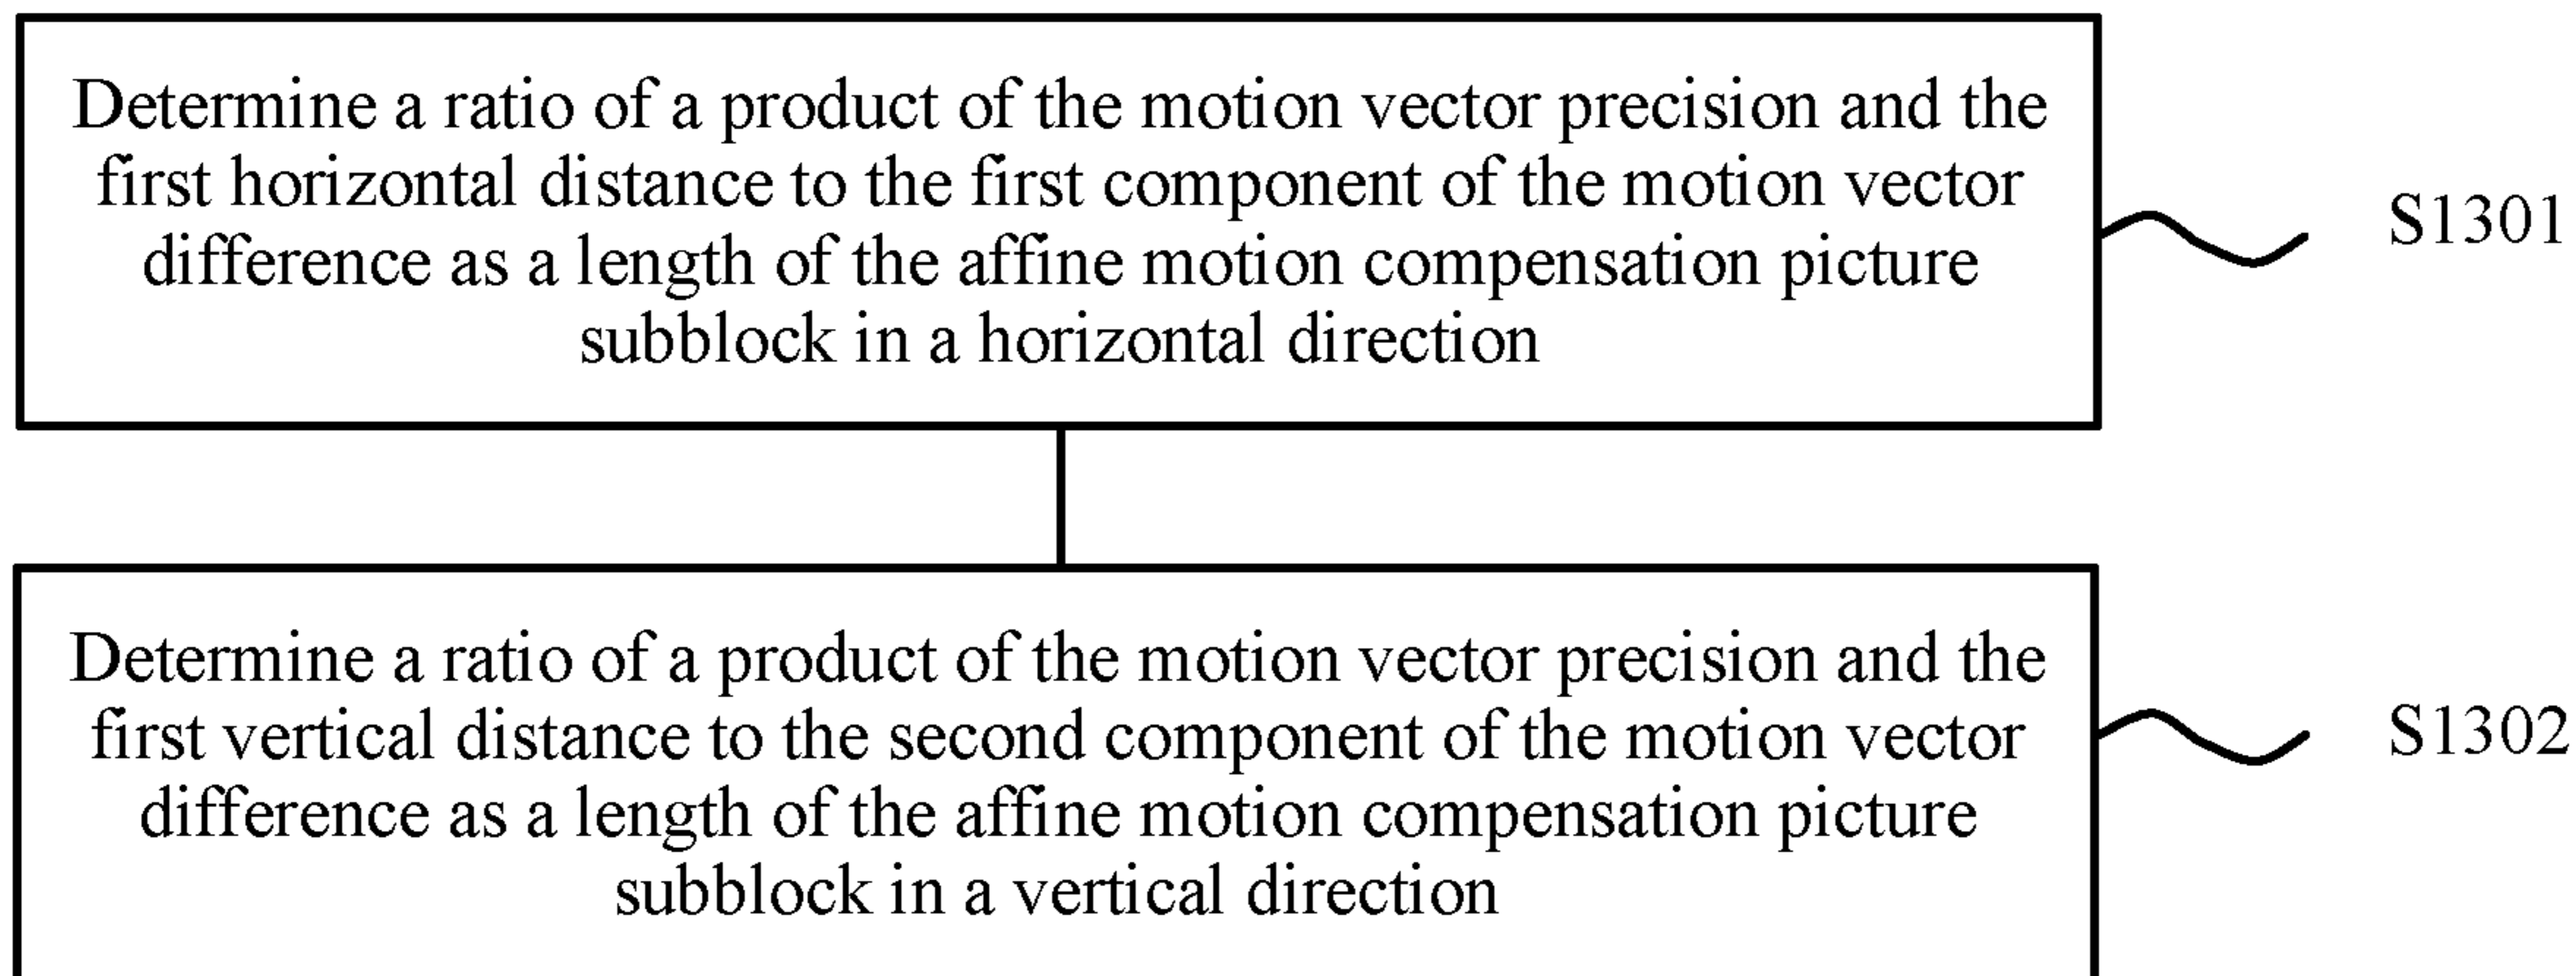 Determine a ratio of a product of the motion vector precision and the
first horizontal distance to the first component of the motion vector
difference as a length of the affine motion compensation picture
subblock in a horizontal direction
S1301
Determine a ratio of a product of the motion vector precision and the
first vertical distance to the second component of the motion vector
difference as a length of the affine motion compensation picture
subblock in a vertical direction
S1302